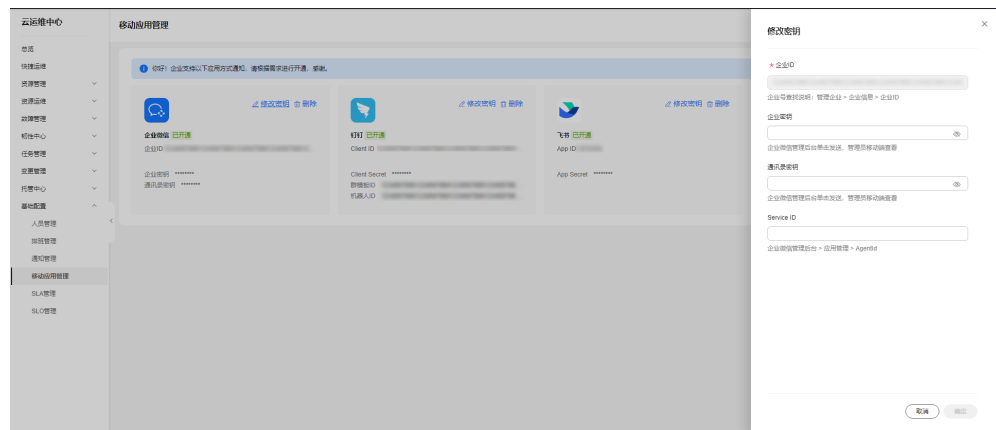 云运维中心
总览
快捷运维
资源管理
资源运维
故障管理
韧性中心
任务管理
变更管理
托管中心
基础配置
人员管理
排班管理
通知管理
移动应用管理
SLA管理
SLO管理
移动应用管理
你好！企业支持以下应用方式通知，请根据需求进行开通，谢谢。
修改密钥 删除
企业微信 已开通
企业ID
企业密钥 ********
通讯录密钥 ********
修改密钥 删除
钉钉 已开通
Client ID
Client Secret ********
群模板ID
机器人ID
修改密钥 删除
飞书 已开通
App ID
App Secret ********
修改密钥
* 企业ID
企业号查找说明：管理企业 > 企业信息 > 企业ID
企业密钥
企业微信管理后台单击发送，管理员移动端查看
通讯录密钥
企业微信管理后台单击发送，管理员移动端查看
Service ID
企业微信管理后台 > 应用管理 > AgentId
取消 确定